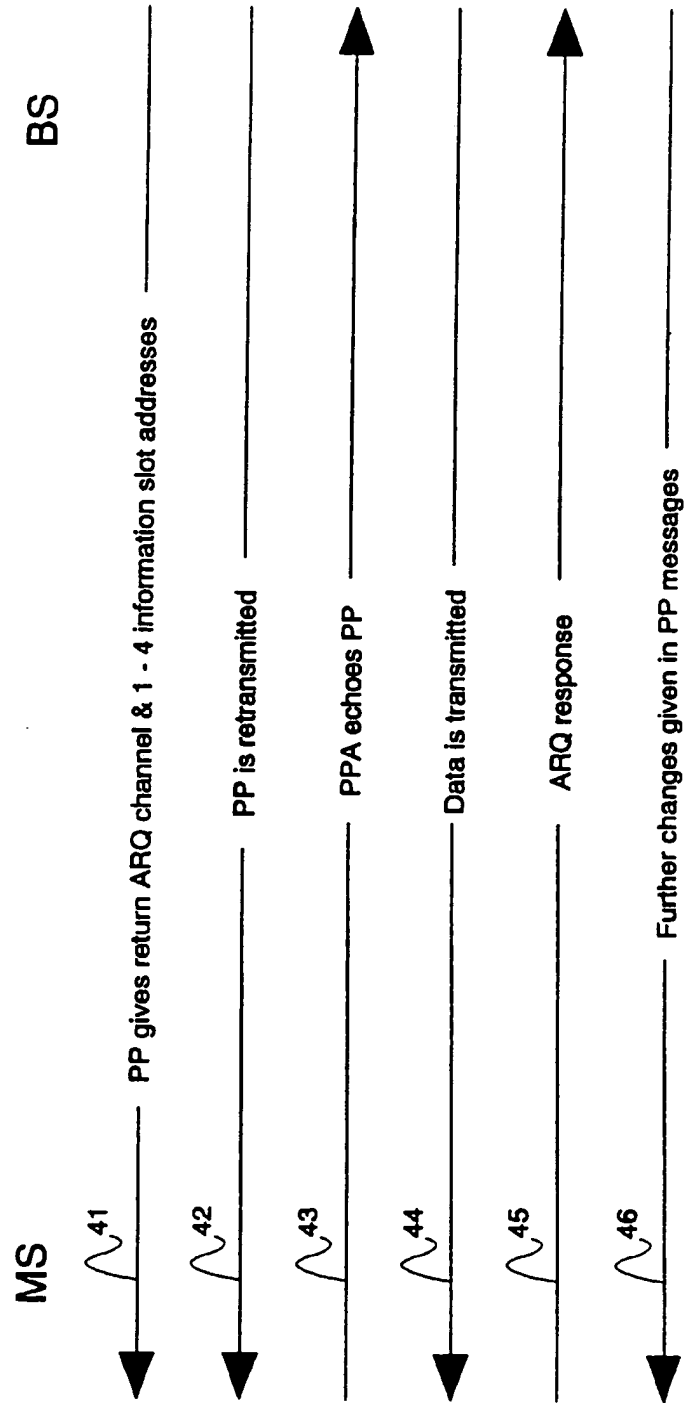 MS BS
41 PP gives return ARQ channel & 1 - 4 information slot addresses
42 PP is retransmitted
43 PPA echoes PP
44 Data is transmitted
45 ARQ response
46 Further changes given in PP messages